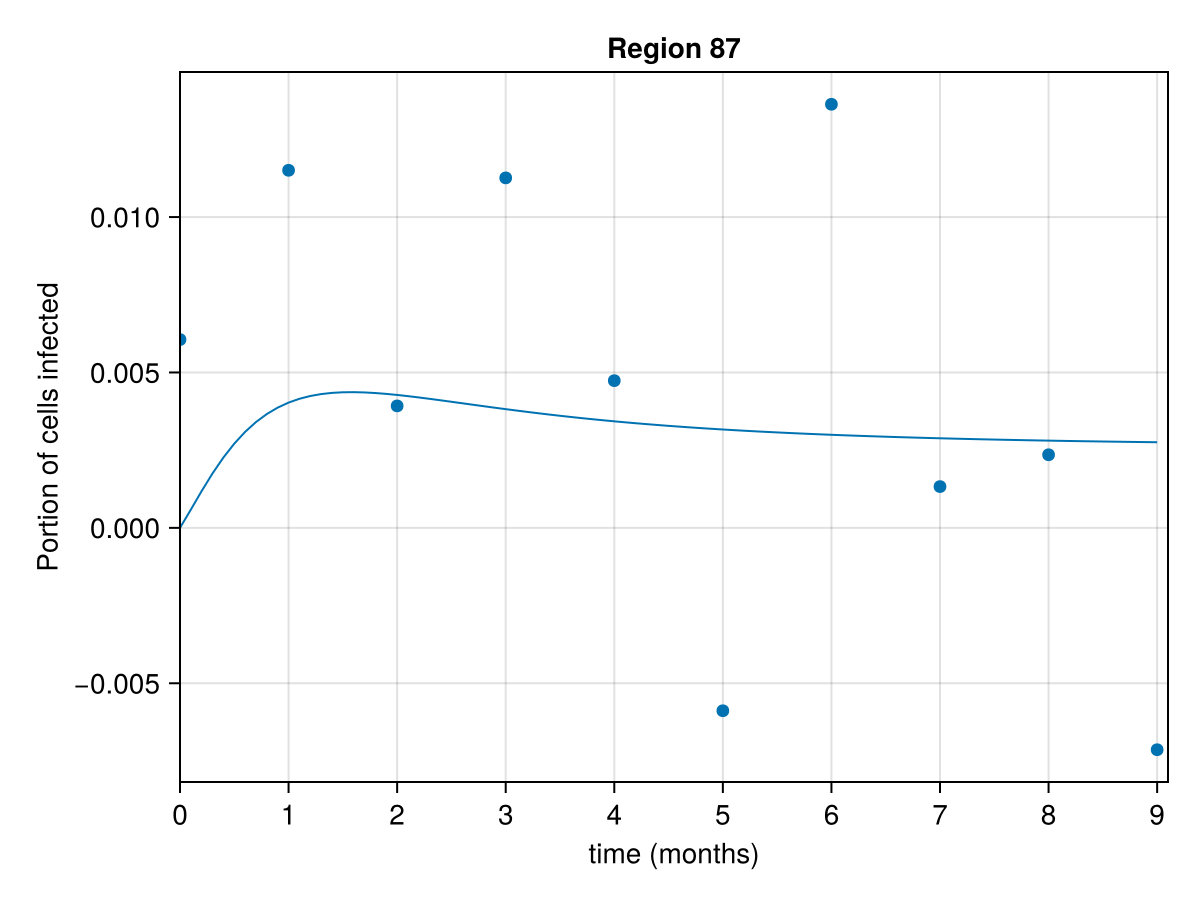 Region 87
Portion of cells infected
0.010
0.005
0.000
−0.005
0 1 2 3 4 5 6 7 8 9
time (months)